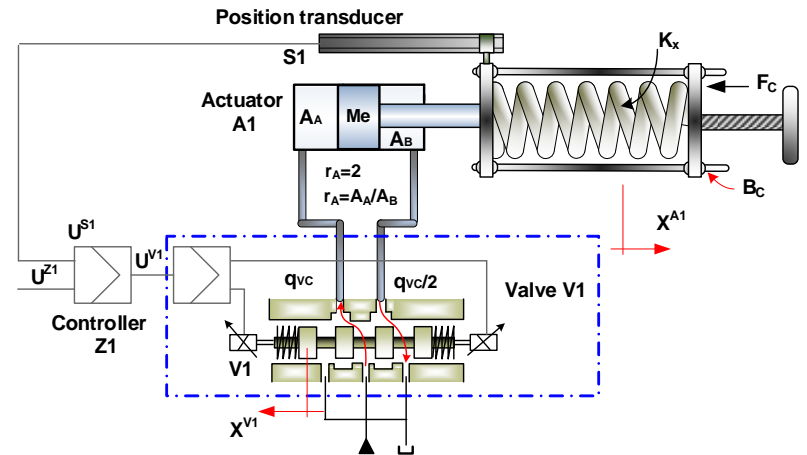 Position transducer
S1
Kx
FC
Actuator
A1
AA
Me
AB
rA=2
rA=AA/AB
BC
XA1
US1
UZ1
UV1
qVC
qVC/2
Valve V1
Controller
Z1
V1
XV1